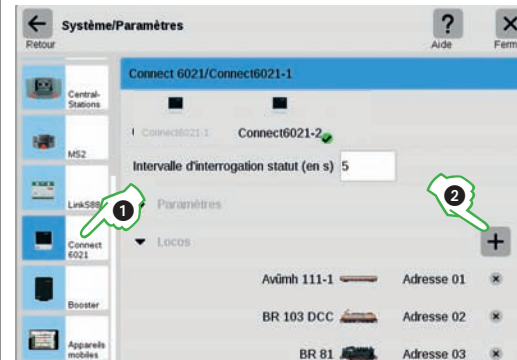 Système/Paramètres
?
Retour
Aide
Ferm
Connect 6021/Connect6021-1
Central-
Stations
Connect6021-1
Connect6021-2
MS2
Intervalle d'interrogation statut (en s) 5
LinkS88
Paramètres
1
2
Connect
6021
Locos
+
Avümh 111-1 Adresse 01
Booster
BR 103 DCC Adresse 02
Appareils
mobiles
BR 81 Adresse 03